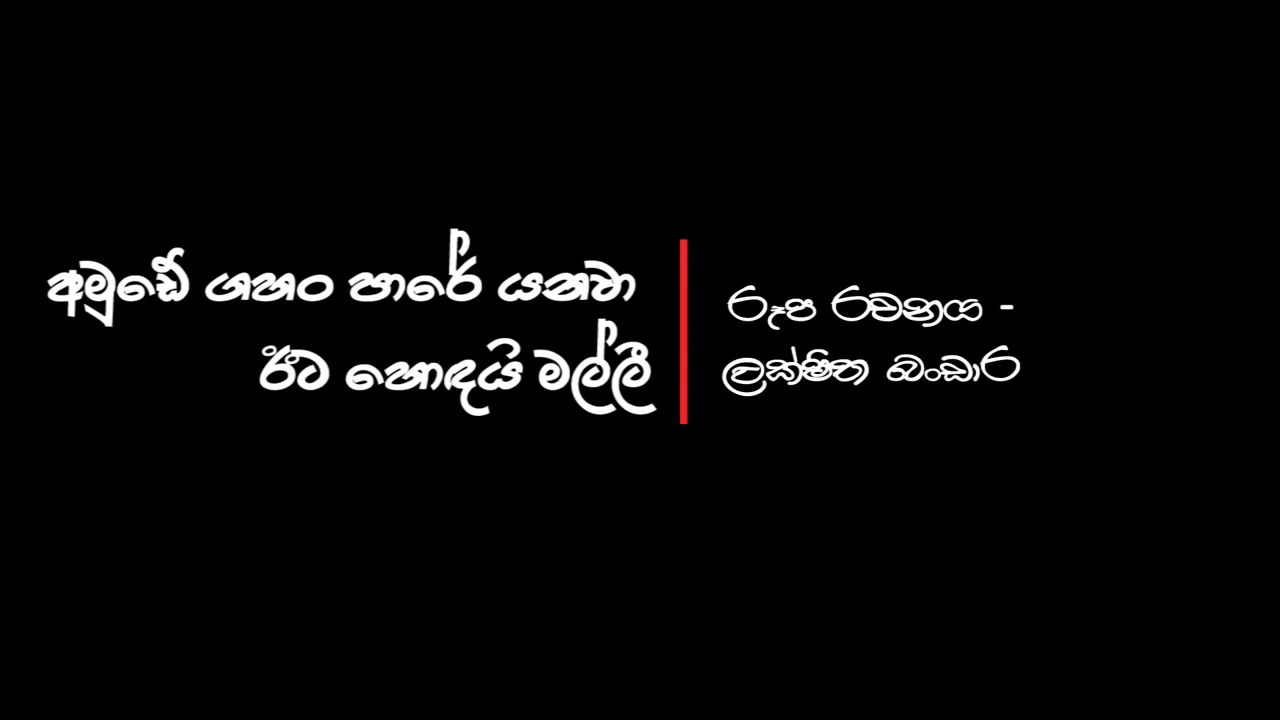 අමුඩේ ගහං පාරේ යනවා
ඊට හොඳයි මල්ලී
රූප රචනය -
ලක්ෂිත බංඩාර